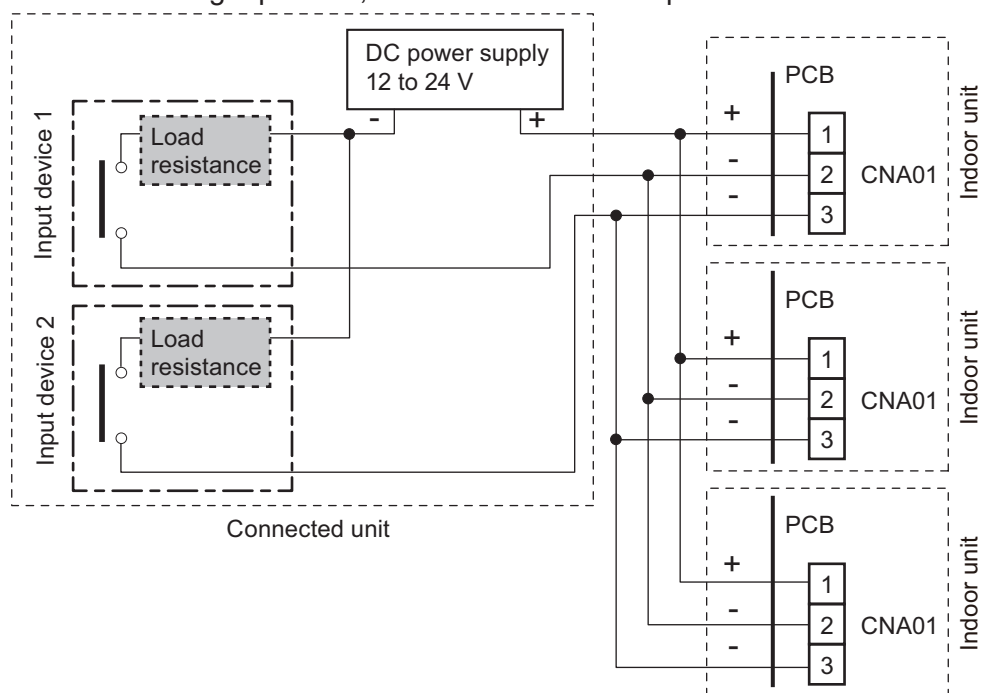 DC power supply
12 to 24 V
-
+
Input device 1
Load
resistance
Input device 2
Load
resistance
Connected unit
PCB
+
-
-
1
2
3
CNA01
Indoor unit
PCB
+
-
-
1
2
3
CNA01
Indoor unit
PCB
+
-
-
1
2
3
CNA01
Indoor unit